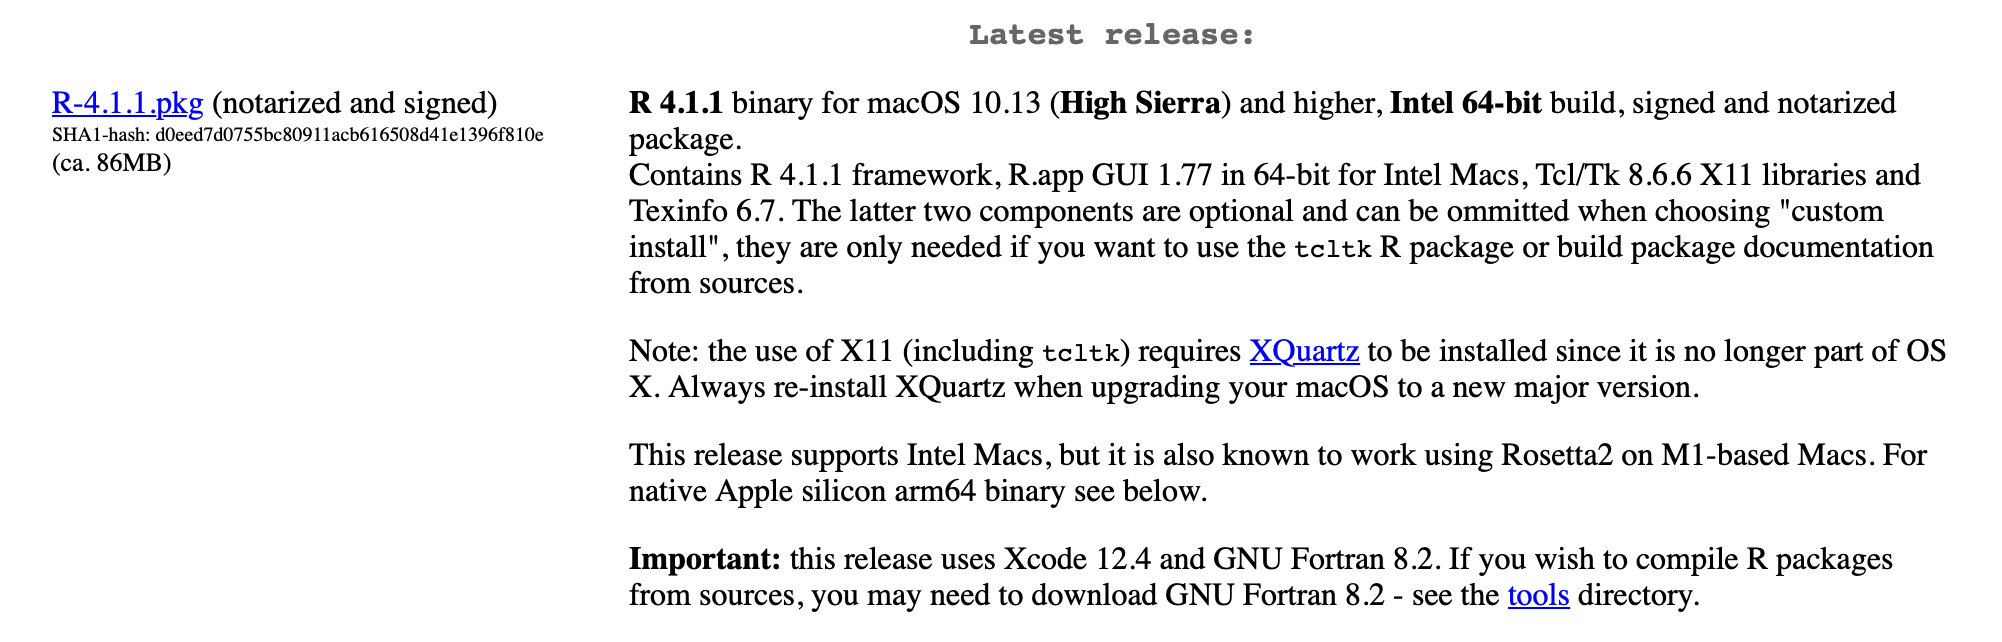 Latest release:
R-4.1.1.pkg (notarized and signed)
SHA1-hash: d0eed7d0755bc80911acb616508d41e1396f810e
(ca. 86MB)
R 4.1.1 binary for macOS 10.13 (High Sierra) and higher, Intel 64-bit build, signed and notarized
package.
Contains R 4.1.1 framework, R.app GUI 1.77 in 64-bit for Intel Macs, Tcl/Tk 8.6.6 X11 libraries and
Texinfo 6.7. The latter two components are optional and can be ommitted when choosing "custom
install", they are only needed if you want to use the tcltk R package or build package documentation
from sources.
Note: the use of X11 (including tcltk) requires XQuartz to be installed since it is no longer part of OS
X. Always re-install XQuartz when upgrading your macOS to a new major version.
This release supports Intel Macs, but it is also known to work using Rosetta2 on M1-based Macs. For
native Apple silicon arm64 binary see below.
Important: this release uses Xcode 12.4 and GNU Fortran 8.2. If you wish to compile R packages
from sources, you may need to download GNU Fortran 8.2 - see the tools directory.